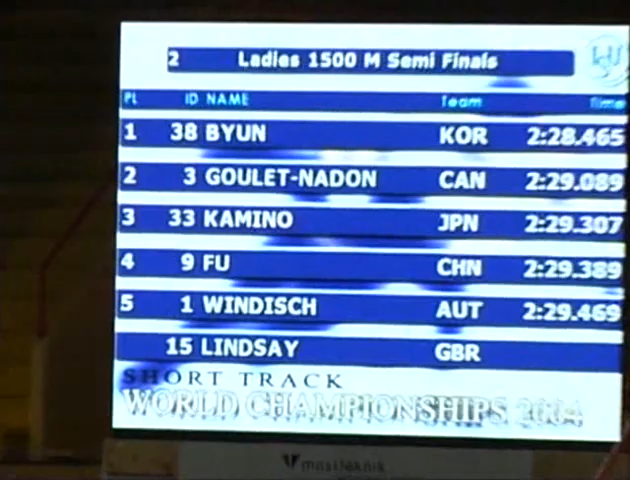 2 Ladies 1500 M Semi Finals
PL ID NAME Team Time
1 38 BYUN KOR 2:28.465
2 3 GOULET-NADON CAN 2:29.089
3 33 KAMINO JPN 2:29.307
4 9 FU CHN 2:29.389
5 1 WINDISCH AUT 2:29.469
15 LINDSAY GBR
SHORT TRACK
WORLD CHAMPIONSHIPS 2004